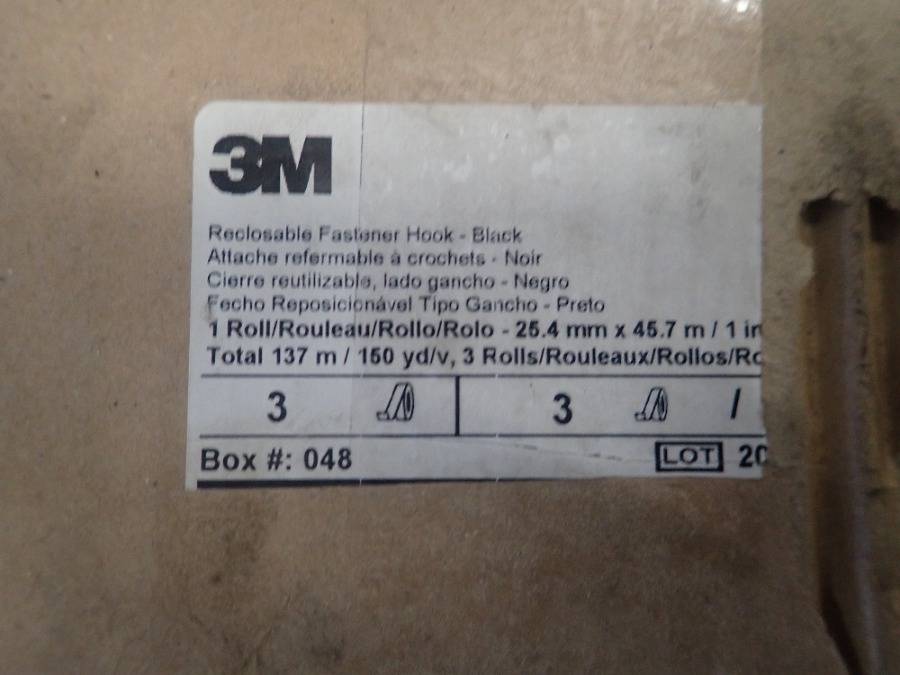 3M
Reclosable Fastener Hook - Black
Attache refermable à crochets - Noir
Cierre reutilizable, lado gancho - Negro
Fecho Reposicionável Tipo Gancho - Preto
1 Roll/Rouleau/Rollo/Rolo - 25.4 mm x 45.7 m / 1 in
Total 137 m / 150 yd/v, 3 Rolls/Rouleaux/Rollos/Ro
3 3 /
Box #: 048 LOT 20